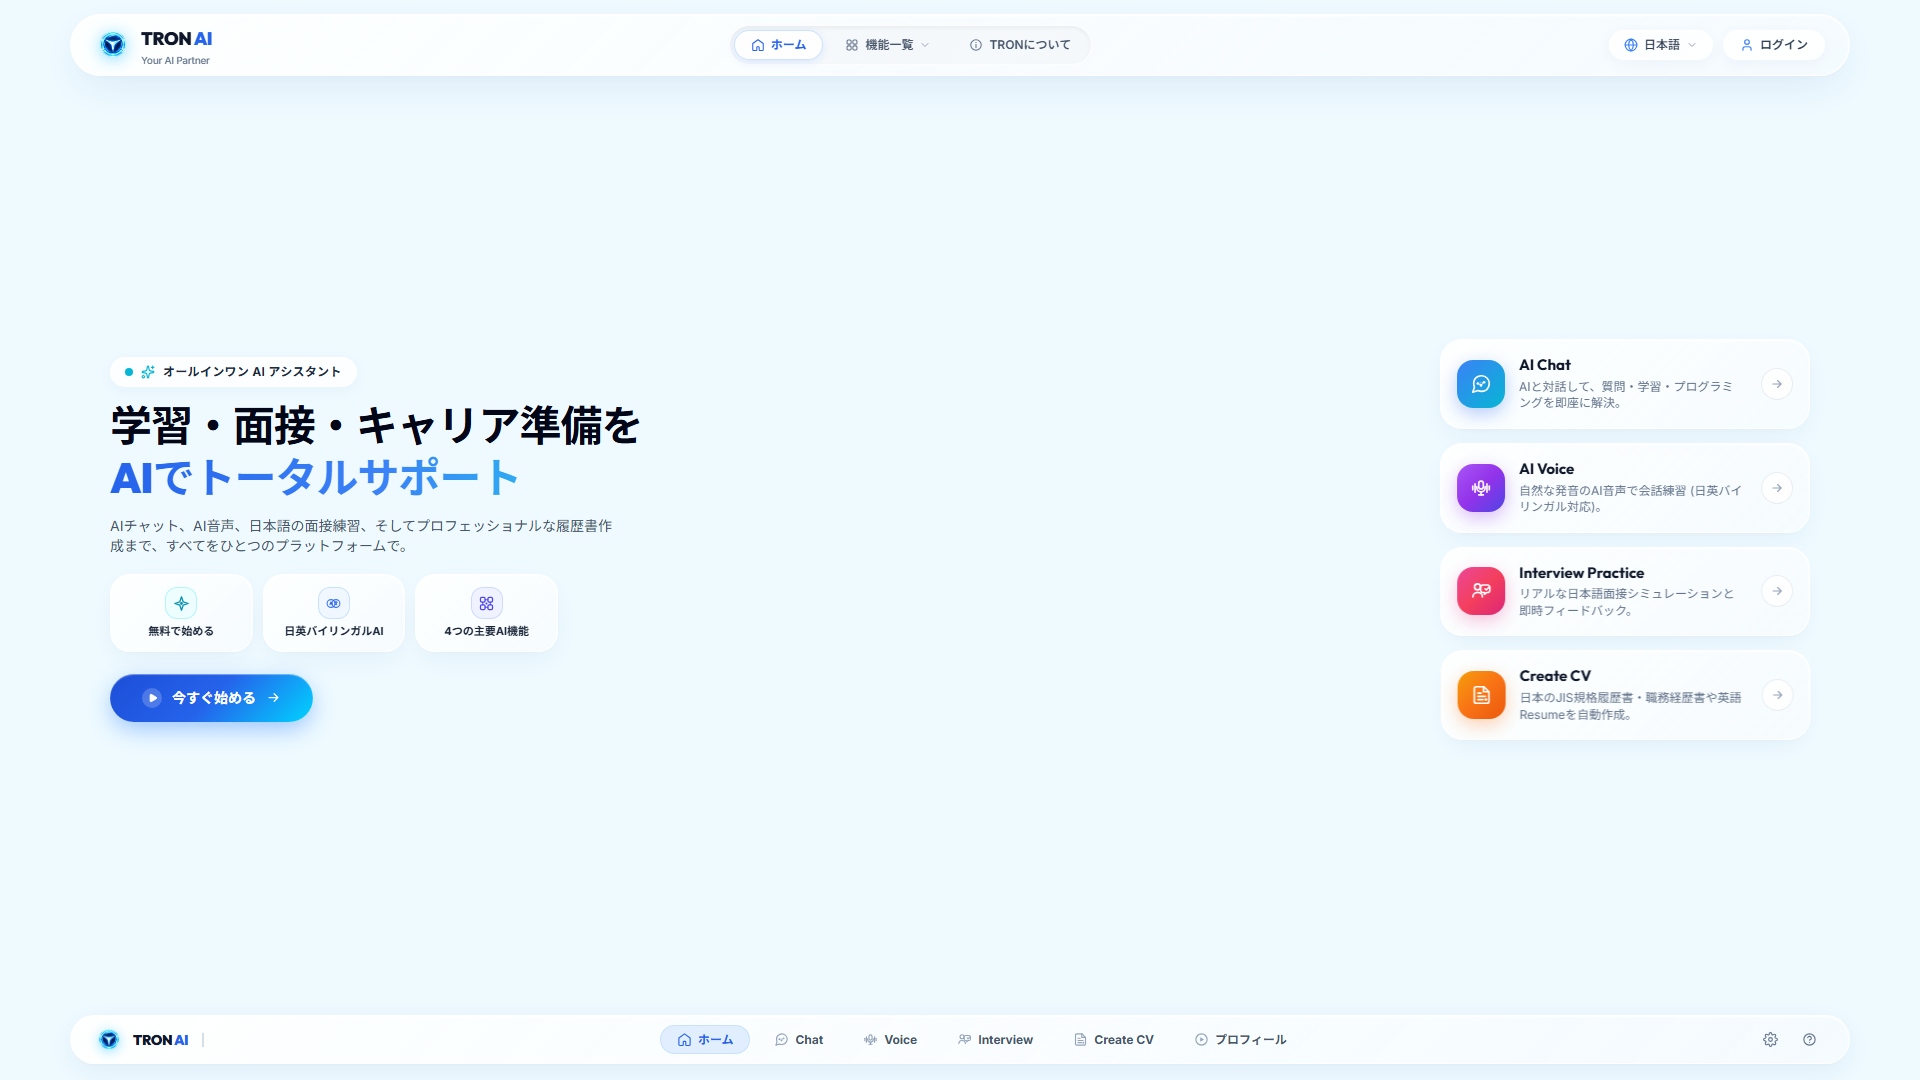 TRON AI
Your AI Partner
ホーム
機能一覧
TRONについて
日本語
ログイン
オールインワン AI アシスタント
学習・面接・キャリア準備を
AIでトータルサポート
AIチャット、AI音声、日本語の面接練習、そしてプロフェッショナルな履歴書作
成まで、すべてをひとつのプラットフォームで。
無料で始める
日英バイリンガルAI
4つの主要AI機能
今すぐ始める
AI Chat
AIと対話して、質問・学習・プログラミ
ングを即座に解決。
AI Voice
自然な発音のAI音声で会話練習 (日英バイ
リンガル対応)。
Interview Practice
リアルな日本語面接シミュレーションと
即時フィードバック。
Create CV
日本のJIS規格履歴書・職務経歴書や英語
Resumeを自動作成。
TRON AI
ホーム
Chat
Voice
Interview
Create CV
プロフィール